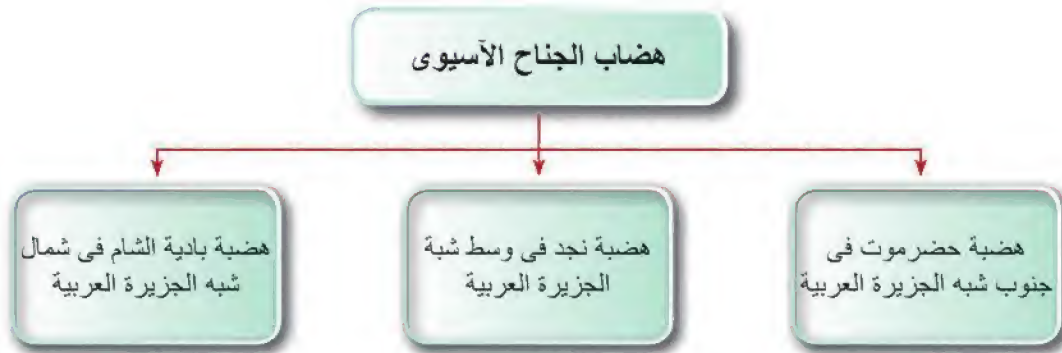 هضاب الجناح الآسيوى
هضبة حضرموت فى
جنوب شبه الجزيرة العربية
هضبة نجد فى وسط شبة
الجزيرة العربية
هضبة بادية الشام فى شمال
شبه الجزيرة العربية